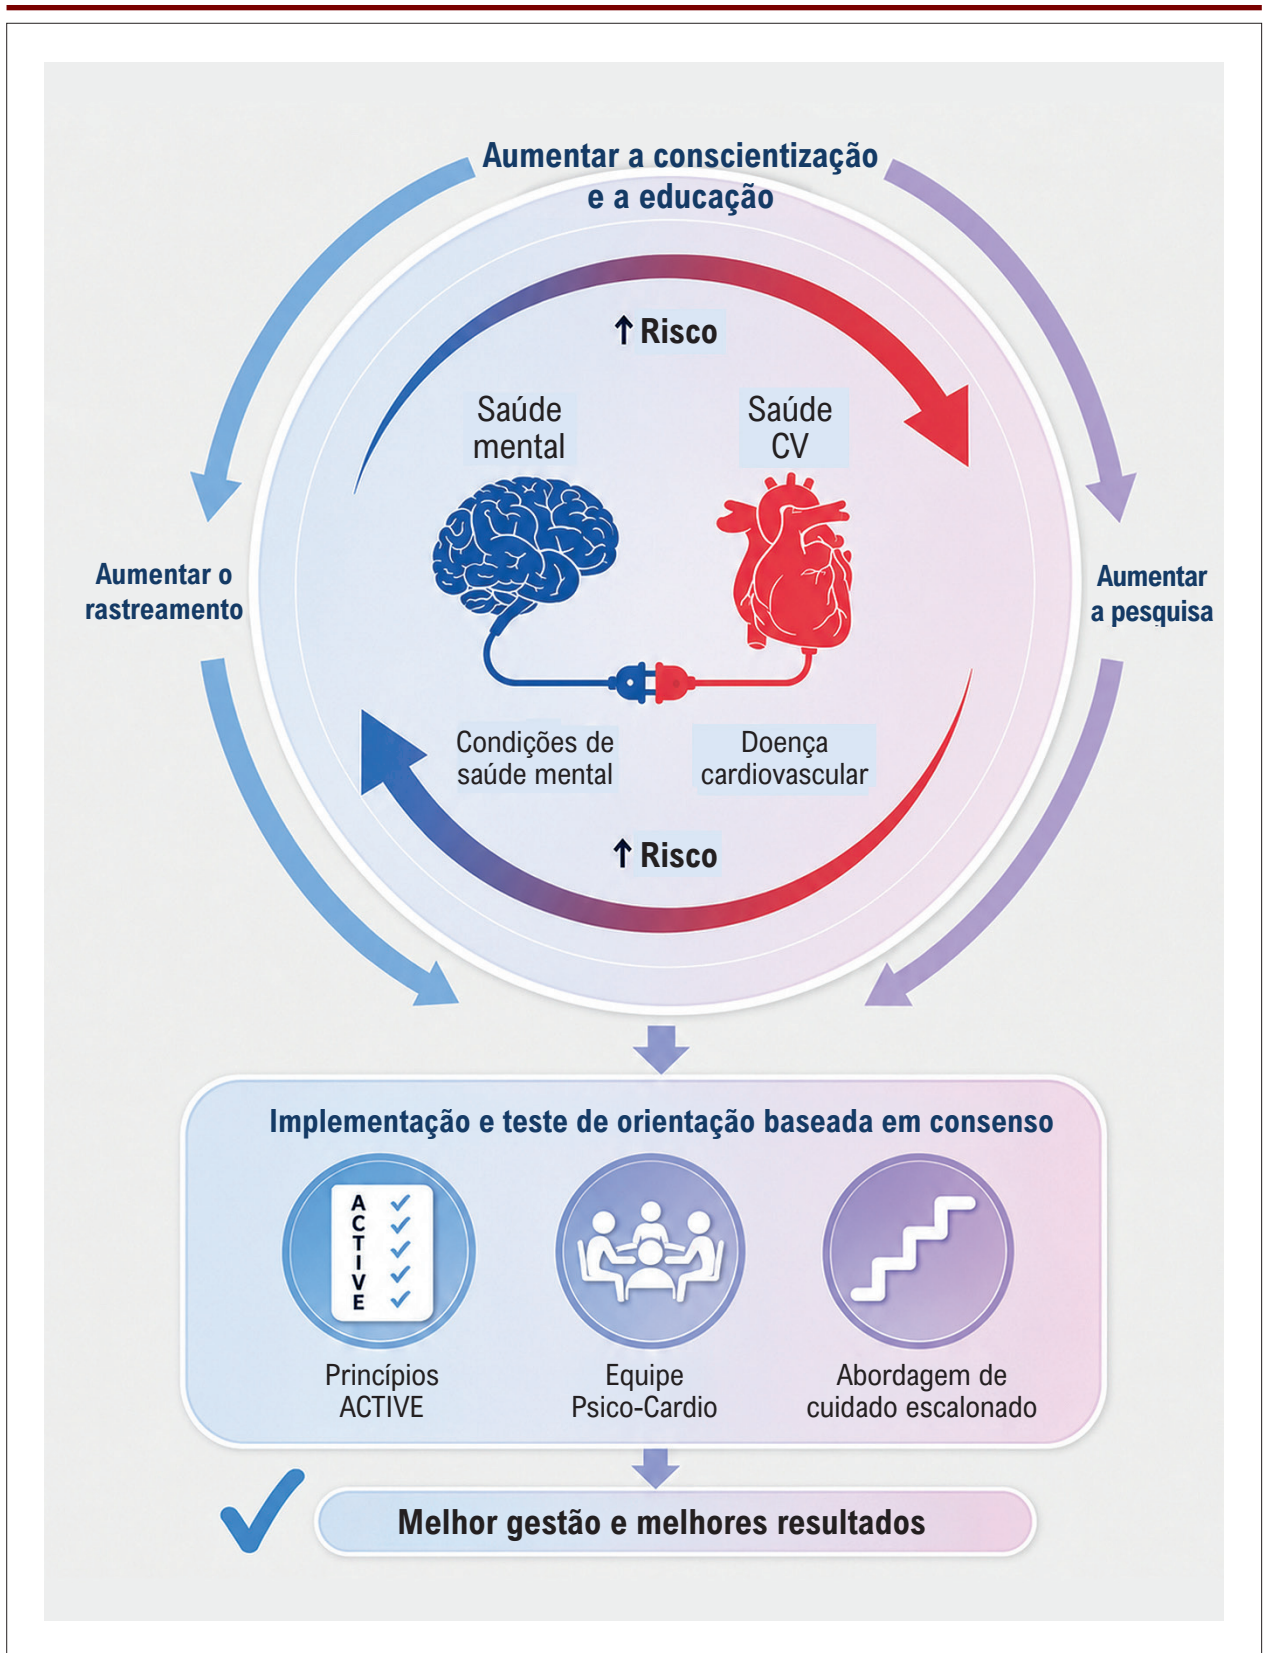 Aumentar a conscientização
e a educação
↑ Risco
Saúde
mental
Saúde
CV
Aumentar o
rastreamento
Aumentar
a pesquisa
Condições de
saúde mental
Doença
cardiovascular
↑ Risco
Implementação e teste de orientação baseada em consenso
A
C
T
I
V
E
Princípios
ACTIVE
Equipe
Psico-Cardio
Abordagem de
cuidado escalonado
Melhor gestão e melhores resultados